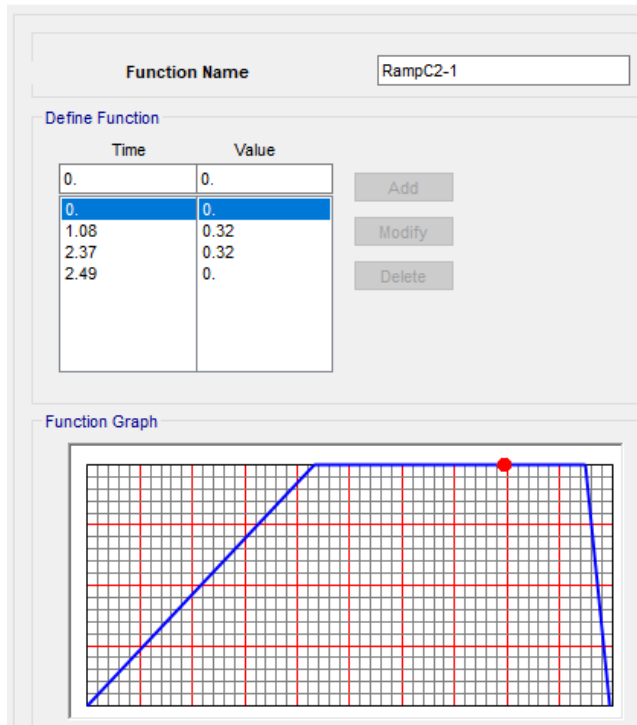 Function Name RampC2-1
Define Function
Time Value
0. 0. Add
0. 0.
1.08 0.32 Modify
2.37 0.32
2.49 0. Delete
Function Graph